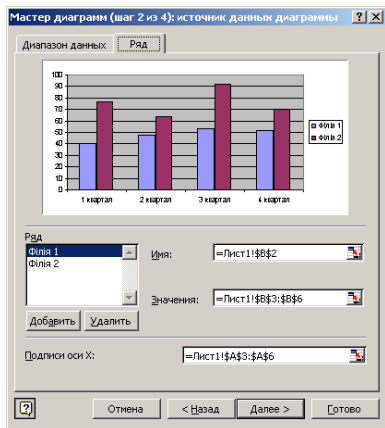 Мастер диаграмм (шаг 2 из 4): источник данных диаграммы
Диапазон данных Ряд
100
90
80
70
60
50
40
30
20
10
0
1 квартал 2 квартал 3 квартал 4 квартал
Філія 1
Філія 2
Ряд
Філія 1
Філія 2
Имя: =Лист1!$B$2
Значения: =Лист1!$B$3:$B$6
Добавить Удалить
Подписи оси X: =Лист1!$A$3:$A$6
Отмена < Назад Далее > Готово